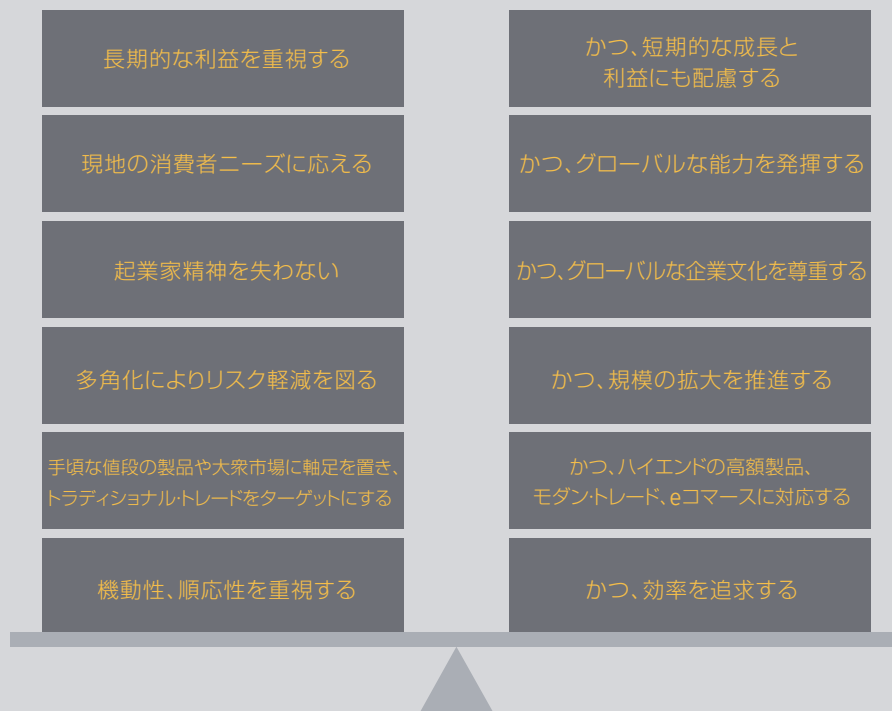 長期的な利益を重視する
かつ、短期的な成長と
利益にも配慮する
現地の消費者ニーズに応える
かつ、グローバルな能力を発揮する
起業家精神を失わない
かつ、グローバルな企業文化を尊重する
多角化によりリスク軽減を図る
かつ、規模の拡大を推進する
手頃な値段の製品や大衆市場に軸足を置き、
トラディショナル・トレードをターゲットにする
かつ、ハイエンドの高額製品、
モダン・トレード、eコマースに対応する
機動性、順応性を重視する
かつ、効率を追求する